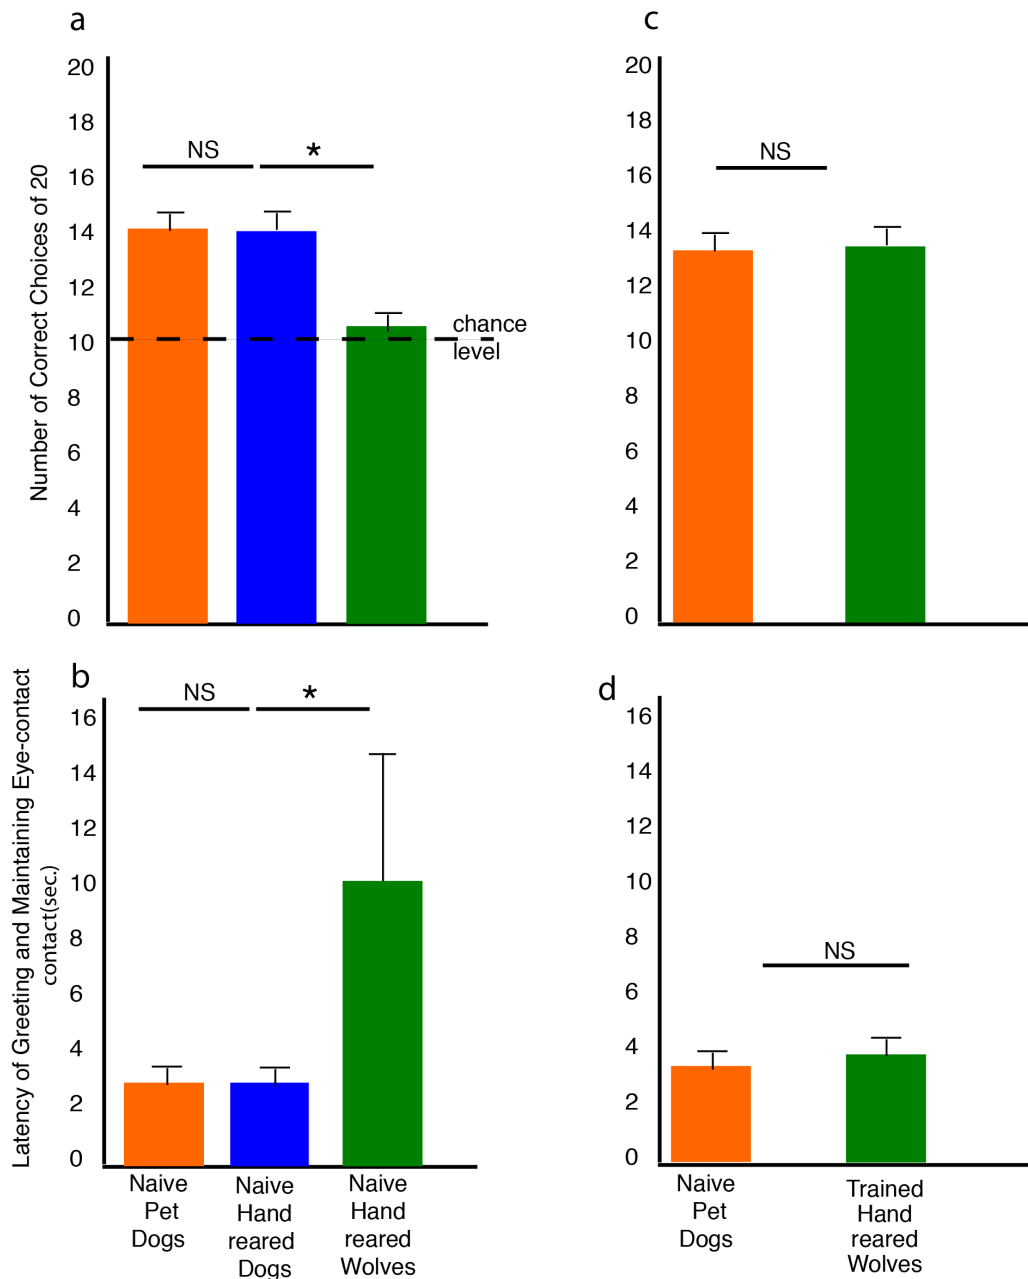 a
20
18
16
14
12
10
8
6
4
2
0
Number of Correct Choices of 20
NS
*
chance
level
c
20
18
16
14
12
10
8
6
4
2
0
NS
b
16
14
12
10
8
6
4
2
0
Latency of Greeting and Maintaining Eye-contact
contact(sec.)
NS
*
Naive
Pet
Dogs
Naive
Hand
reared
Dogs
Naive
Hand
reared
Wolves
d
16
14
12
10
8
6
4
2
0
NS
Naive
Pet
Dogs
Trained
Hand
reared
Wolves